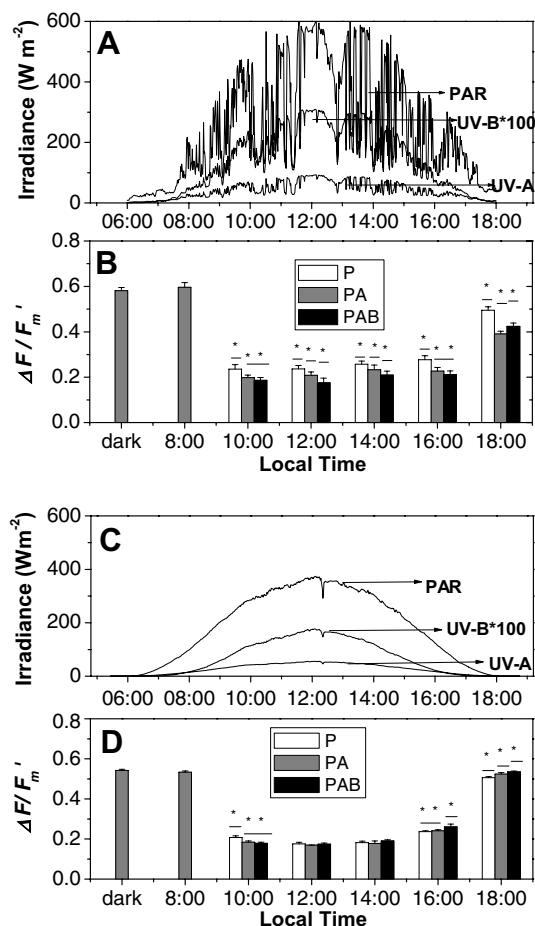 A
Irradiance (W m-2)
600
400
200
0
PAR
UV-B*100
UV-A
06:00 08:00 10:00 12:00 14:00 16:00 18:00
B
ΔF / Fm'
0.8
0.6
0.4
0.2
0.0
P
PA
PAB
* * *
* * *
* * *
* * *
* * *
dark 8:00 10:00 12:00 14:00 16:00 18:00
Local Time
C
Irradiance (Wm-2)
600
400
200
0
PAR
UV-B*100
UV-A
06:00 08:00 10:00 12:00 14:00 16:00 18:00
D
ΔF/ Fm'
0.8
0.6
0.4
0.2
0.0
P
PA
PAB
* * *
* * *
* * *
dark 8:00 10:00 12:00 14:00 16:00 18:00
Local Time